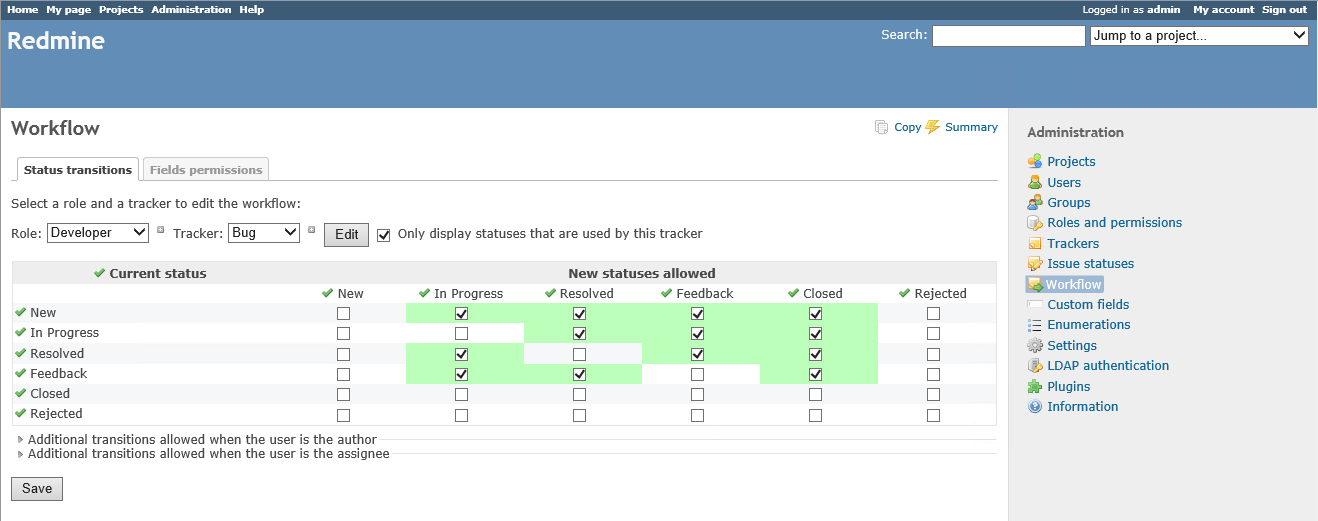 Home My page Projects Administration Help Logged in as admin My account Sign out
Redmine Search: Jump to a project...
Workflow Copy Summary
Status transitions Fields permissions
Select a role and a tracker to edit the workflow:
Role: Developer Tracker: Bug Edit Only display statuses that are used by this tracker
Current status New statuses allowed
New In Progress Resolved Feedback Closed Rejected
New
In Progress
Resolved
Feedback
Closed
Rejected
Additional transitions allowed when the user is the author
Additional transitions allowed when the user is the assignee
Save
Administration
Projects
Users
Groups
Roles and permissions
Trackers
Issue statuses
Workflow
Custom fields
Enumerations
Settings
LDAP authentication
Plugins
Information